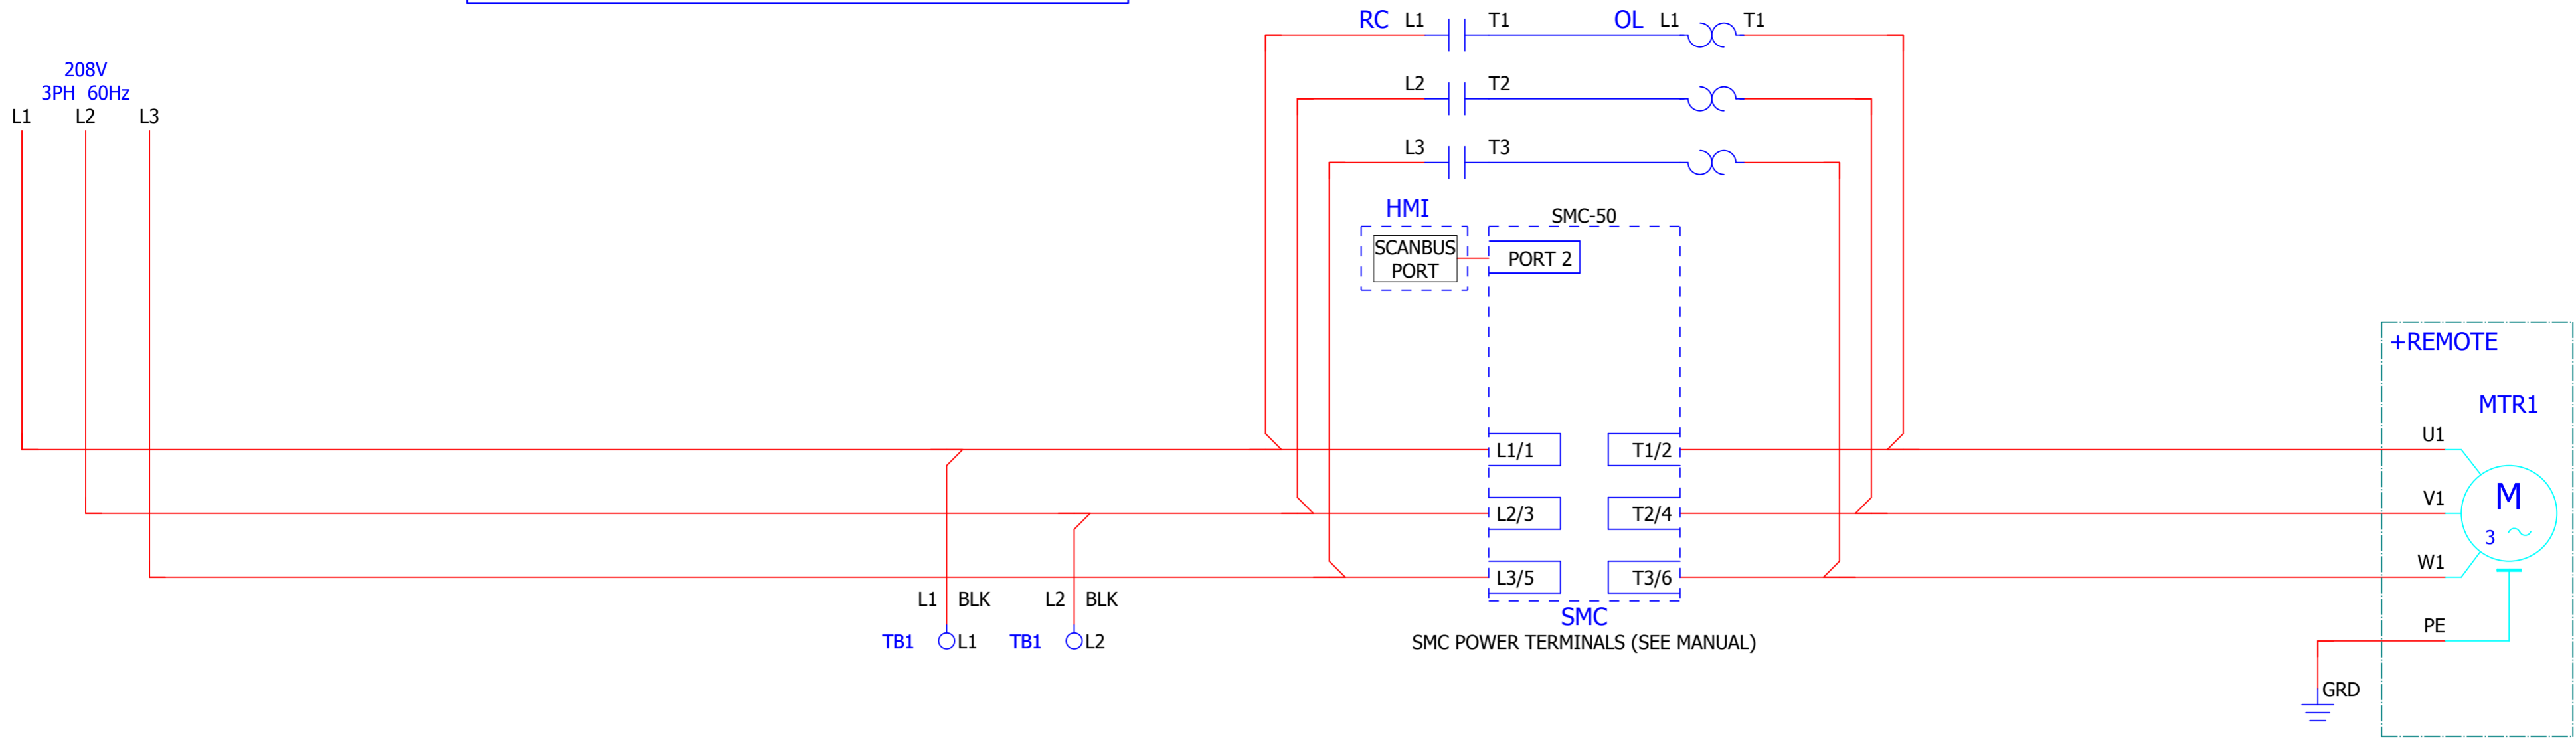 RC L1 T1 OL L1 T1
208V
3PH 60Hz
L1 L2 L3
L2 T2
L3 T3
HMI
SCANBUS
PORT
SMC-50
PORT 2
+REMOTE
MTR1
L1/1 T1/2 U1
L2/3 T2/4 V1
M
3
L3/5 T3/6 W1
L1 BLK L2 BLK
TB1 L1 TB1 L2
SMC
SMC POWER TERMINALS (SEE MANUAL)
PE
GRD